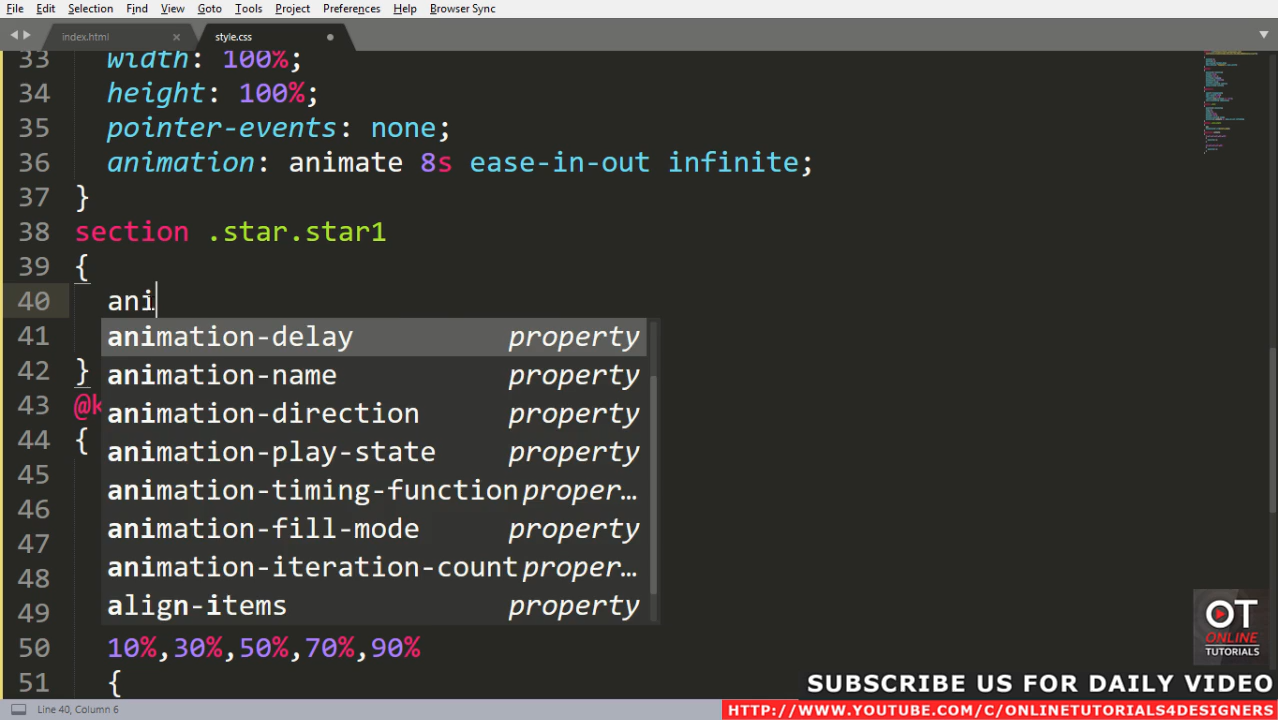 File Edit Selection Find View Goto Tools Project Preferences Help Browser Sync
index.html × style.css
33 width: 100%;
34 height: 100%;
35 pointer-events: none;
36 animation: animate 8s ease-in-out infinite;
37 }
38 section .star.star1
39 {
40 ani
41 animation-delay property
animation-name property
42 }
43 @k animation-direction property
44 { animation-play-state property
45 animation-timing-function proper…
46 animation-fill-mode property
47
48 animation-iteration-count proper…
49 align-items property
50 10%,30%,50%,70%,90%
51 {
OT
ONLINE
TUTORIALS
SUBSCRIBE US FOR DAILY VIDEO
Line 40, Column 6
HTTP://WWW.YOUTUBE.COM/C/ONLINETUTORIALS4DESIGNERS